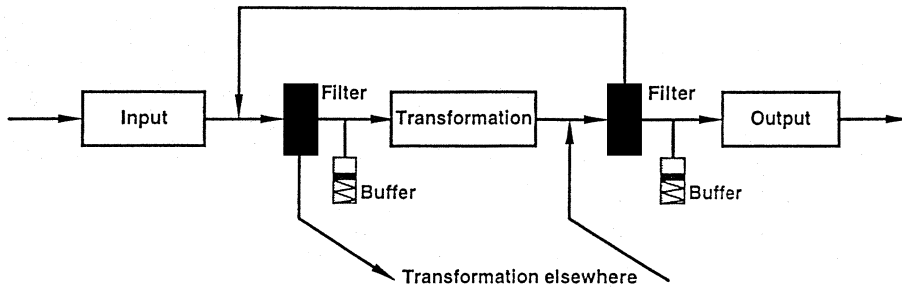 Filter
Filter
Input
Transformation
Output
Buffer
Buffer
Transformation elsewhere